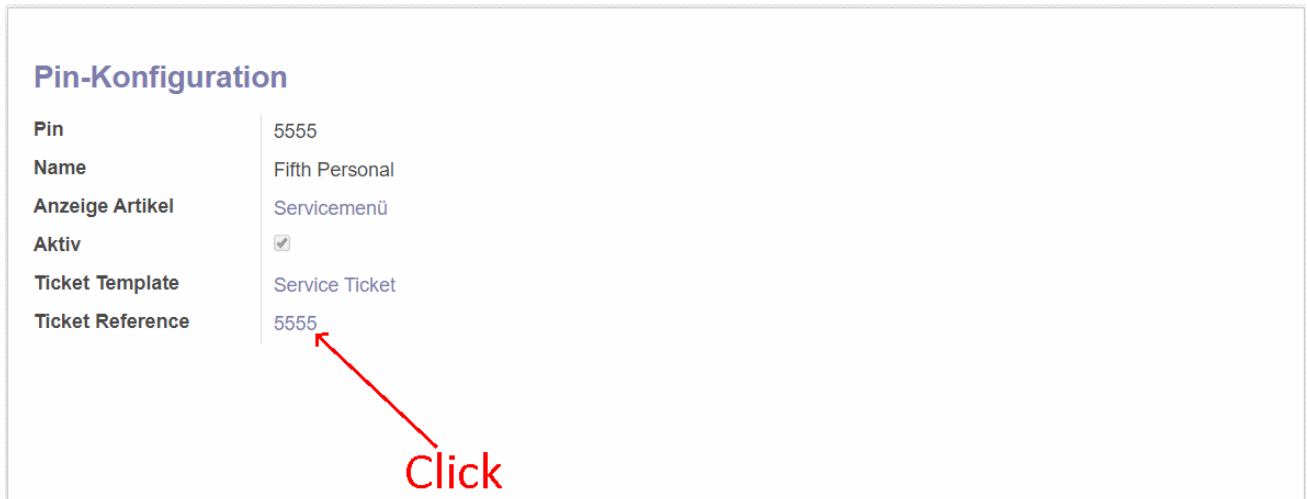 Pin-Konfiguration
Pin 5555
Name Fifth Personal
Anzeige Artikel Servicemenü
Aktiv
Ticket Template Service Ticket
Ticket Reference 5555
Click